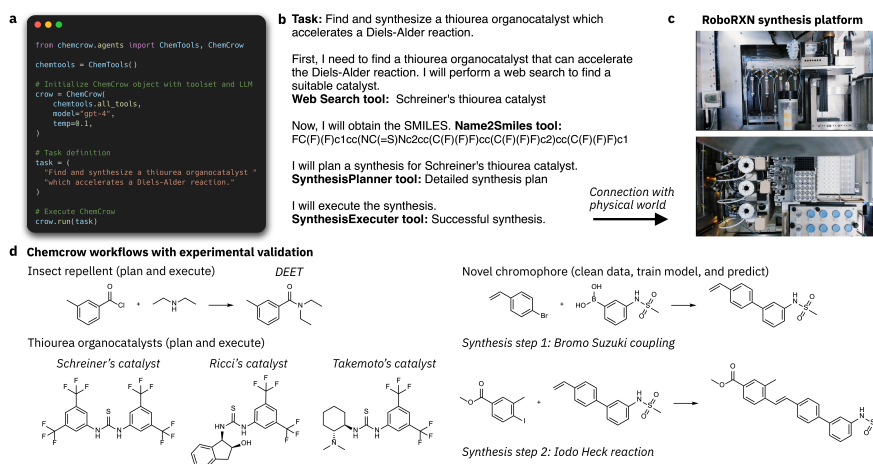 a
from chemcrow.agents import ChemTools, ChemCrow
chemtools = ChemTools()
# Initialize ChemCrow object with toolset and LLM
crow = ChemCrow(
chemtools.all_tools,
model="gpt-4",
temp=0.1,
)
# Task definition
task = (
"Find and synthesize a thiourea organocatalyst "
"which accelerates a Diels-Alder reaction."
)
# Execute ChemCrow
crow.run(task)
b Task: Find and synthesize a thiourea organocatalyst which
accelerates a Diels-Alder reaction.
First, I need to find a thiourea organocatalyst that can accelerate
the Diels-Alder reaction. I will perform a web search to find a
suitable catalyst.
Web Search tool: Schreiner's thiourea catalyst
Now, I will obtain the SMILES. Name2Smiles tool:
FC(F)(F)c1cc(NC(=S)Nc2cc(C(F)(F)F)cc(C(F)(F)F)c2)cc(C(F)(F)F)c1
I will plan a synthesis for Schreiner's thiourea catalyst.
SynthesisPlanner tool: Detailed synthesis plan
I will execute the synthesis.
SynthesisExecuter tool: Successful synthesis.
Connection with
physical world
c RoboRXN synthesis platform
d Chemcrow workflows with experimental validation
Insect repellent (plan and execute)
DEET
O
Cl
+
H
N
O
N
Thiourea organocatalysts (plan and execute)
Schreiner's catalyst
Ricci's catalyst
Takemoto's catalyst
F
F
F
F
F
F
S
N
H
N
H
F
F
F
F
F
F
F
F
F
S
HN
N
H
OH
F
F
F
F
F
F
S
N
H
N
H
N
F
F
F
Novel chromophore (clean data, train model, and predict)
Br
+
OH
B
HO
H
N
S
O
O
H
N
S
O
O
Synthesis step 1: Bromo Suzuki coupling
O
O
I
+
H
N
S
O
O
O
O
H
N
S
O
Synthesis step 2: Iodo Heck reaction